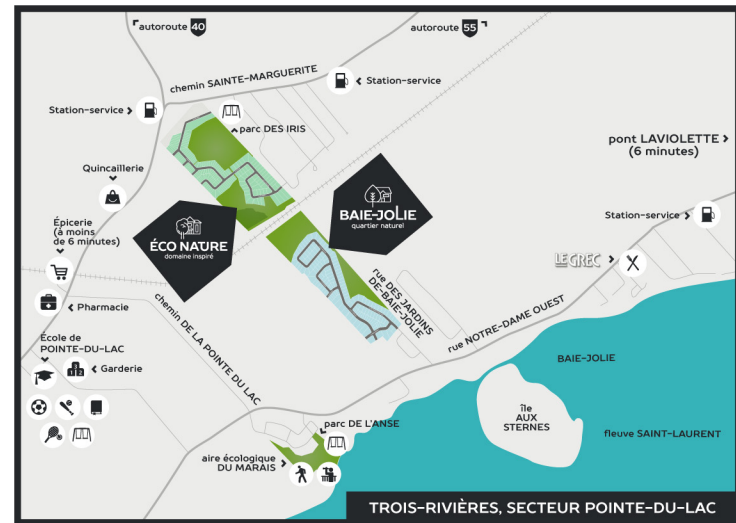 autoroute 40
autoroute 55
chemin SAINTE-MARGUERITE
Station-service
Station-service
parc DES IRIS
pont LAVIOLETTE
(6 minutes)
Quincaillerie
BAIE-JOLIE
quartier naturel
Station-service
Épicerie
(à moins
de 6 minutes)
ÉCO NATURE
domaine inspiré
LE GREC
rue DES JARDINS
DE-BAIE-JOLIE
Pharmacie
chemin DE LA POINTE DU LAC
rue NOTRE-DAME OUEST
École de
POINTE-DU-LAC
Garderie
BAIE-JOLIE
île
AUX
STERNES
fleuve SAINT-LAURENT
parc DE L'ANSE
aire écologique
DU MARAIS
TROIS-RIVIÈRES, SECTEUR POINTE-DU-LAC